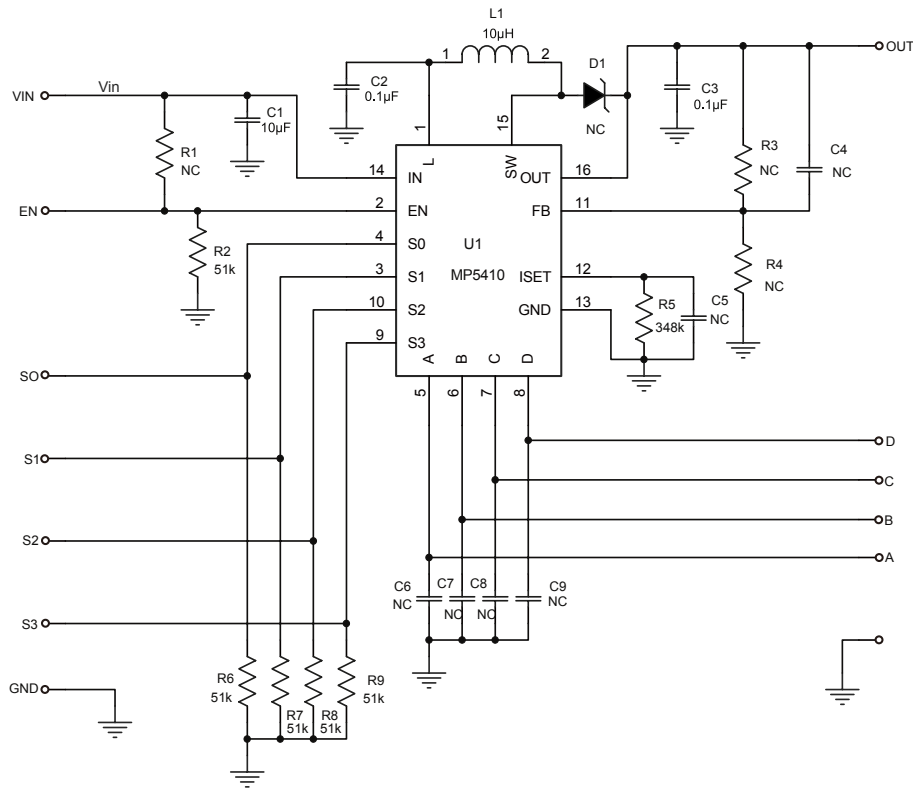 L1
10µH
1
2
C2
0.1µF
D1
NC
C3
0.1µF
OUT
VIN
Vin
C1
10µF
1
15
R1
NC
R3
NC
C4
NC
L
SW
14
IN
OUT
16
EN
2
EN
FB
11
R2
51k
4
S0
U1
MP5410
3
S1
ISET
12
R4
NC
10
S2
GND
13
R5
348k
C5
NC
9
S3
A
B
C
D
5
6
7
8
SO
S1
S2
S3
GND
D
C
B
A
C6
NC
C7
NC
C8
NC
C9
NC
R6
51k
R7
51k
R8
51k
R9
51k